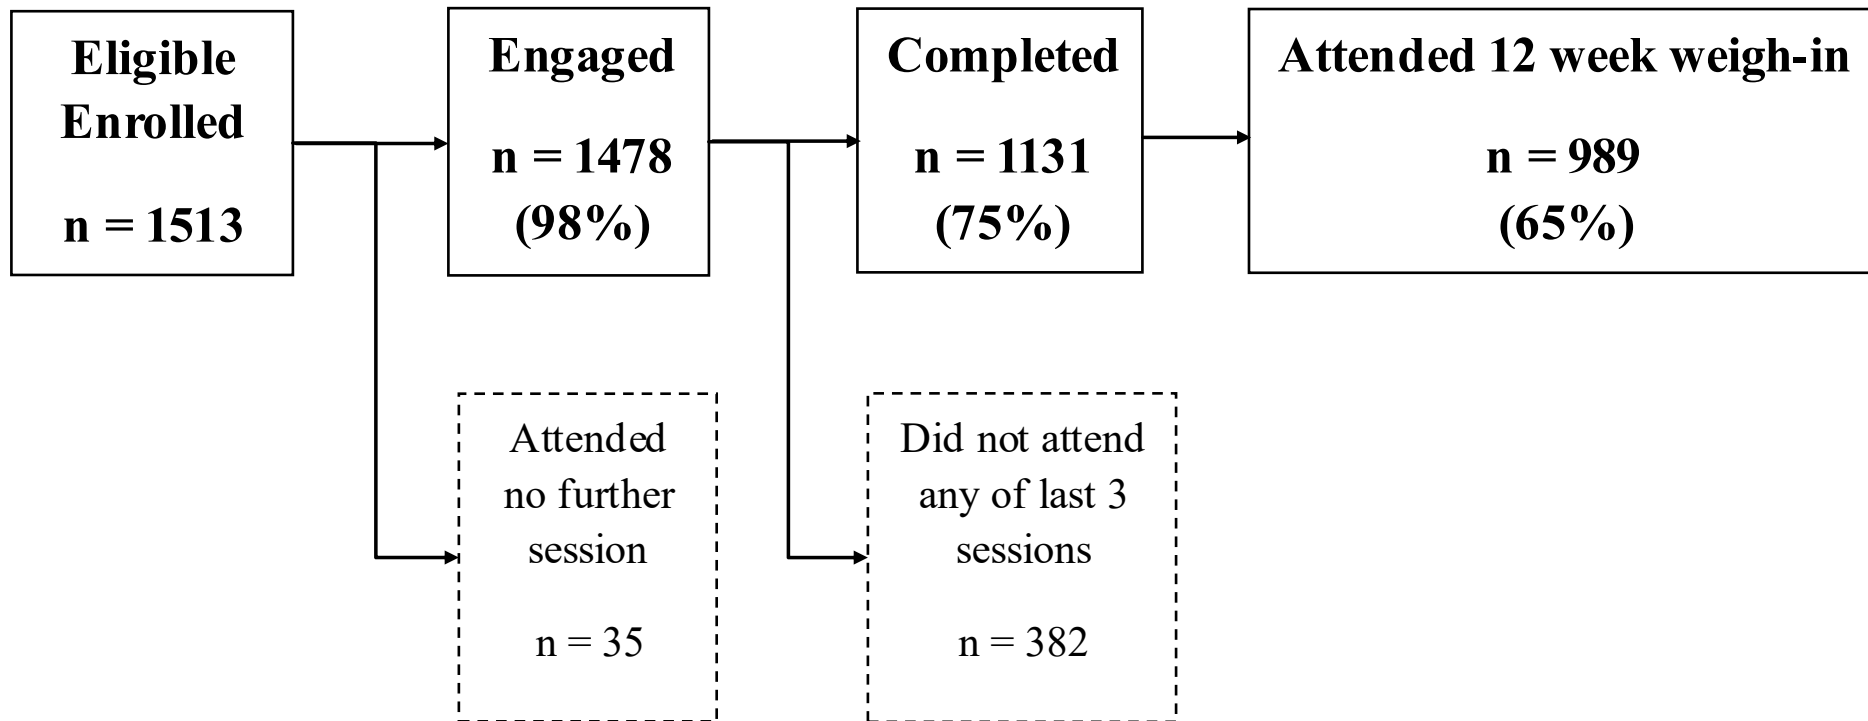 Eligible
Enrolled
n = 1513
Engaged
n = 1478
(98%)
Completed
n = 1131
(75%)
Attended 12 week weigh-in
n = 989
(65%)
Attended
no further
session
n = 35
Did not attend
any of last 3
sessions
n = 382